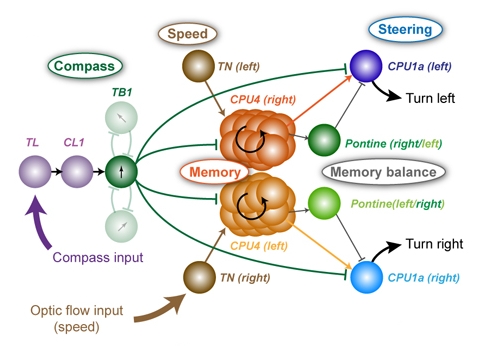 Speed
Steering
TN (left)
CPU1a (left)
Compass
TB1
CPU4 (right)
Turn left
TL
CL1
Pontine (right/left)
Memory
Memory balance
Pontine(left/right)
Compass input
CPU4 (left)
Turn right
TN (right)
CPU1a (right)
Optic flow input
(speed)